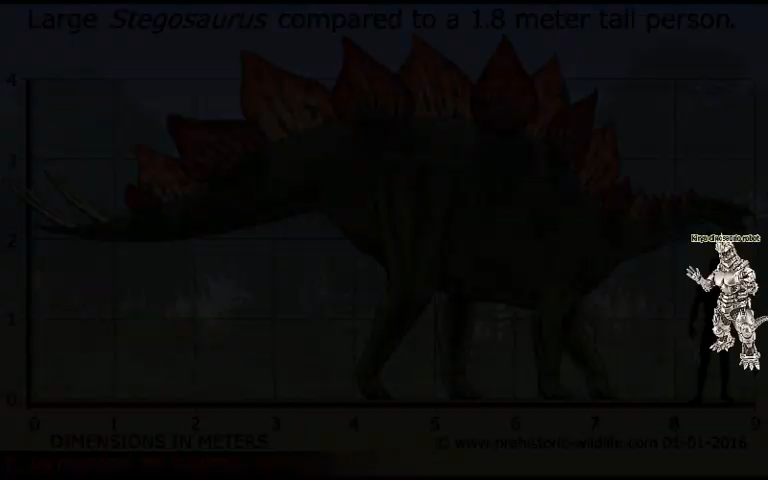 Large Stegosaurus compared to a 1.8 meter tall person.
4
3
2
1
0
0 1 2 3 4 5 6 7 8 9
DIMENSIONS IN METERS
© www.prehistoric-wildlife.com 01-01-2016